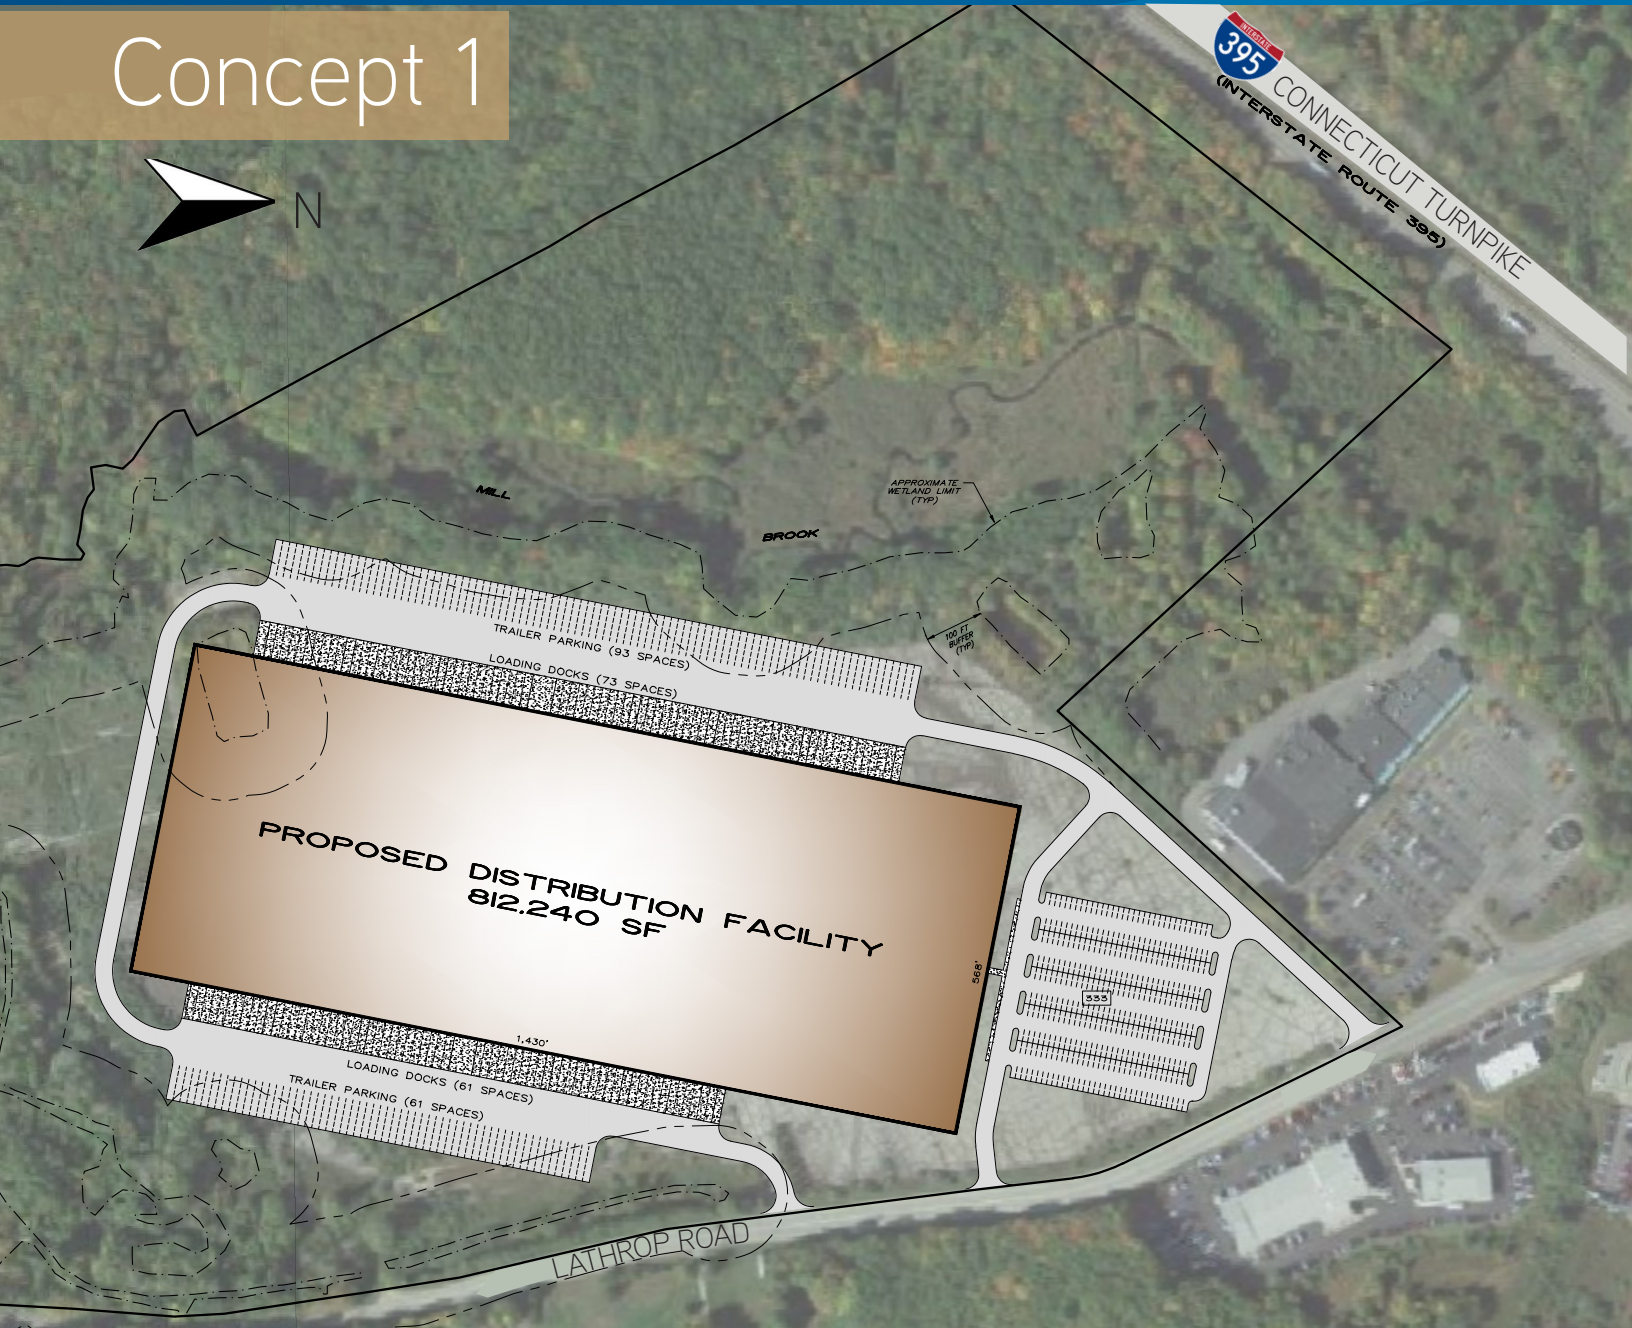 Concept 1
N
INTERSTATE
395
CONNECTICUT TURNPIKE
(INTERSTATE ROUTE 395)
MILL
BROOK
APPROXIMATE
WETLAND LIMIT
(TYP)
100 FT
BUFFER
(TYP)
TRAILER PARKING (93 SPACES)
LOADING DOCKS (73 SPACES)
PROPOSED DISTRIBUTION FACILITY
812.240 SF
568'
333
1,430'
LOADING DOCKS (61 SPACES)
TRAILER PARKING (61 SPACES)
LATHROP ROAD